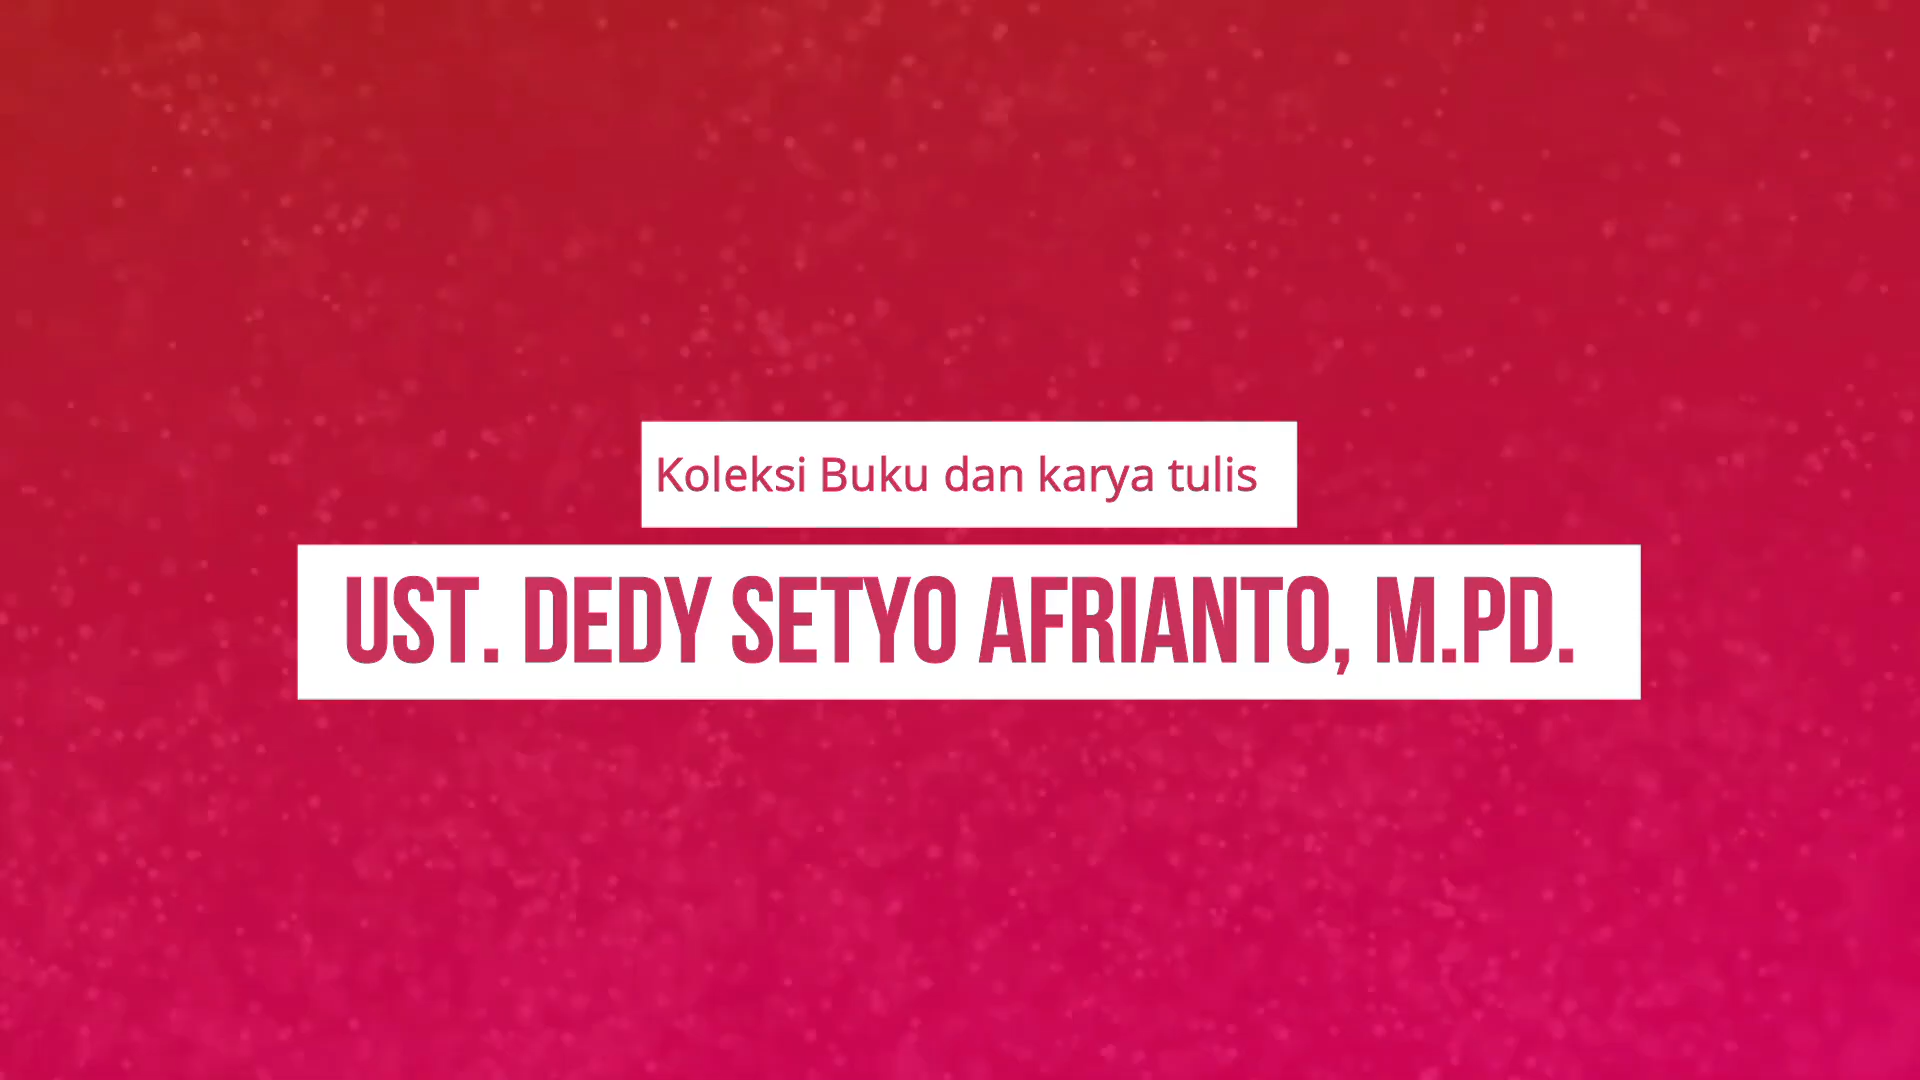 Koleksi Buku dan karya tulis
UST. DEDY SETYO AFRIANTO, M.PD.